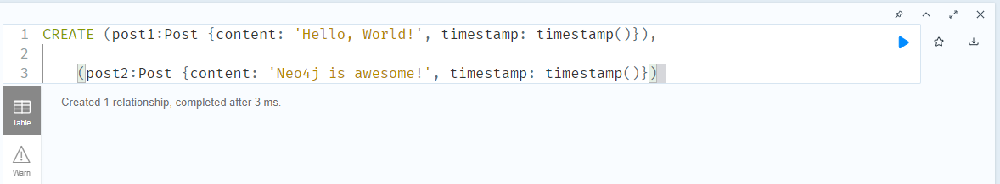 1 CREATE (post1:Post {content: 'Hello, World!', timestamp: timestamp()}),
2
3 (post2:Post {content: 'Neo4j is awesome!', timestamp: timestamp()})
Created 1 relationship, completed after 3 ms.
Table
Warn